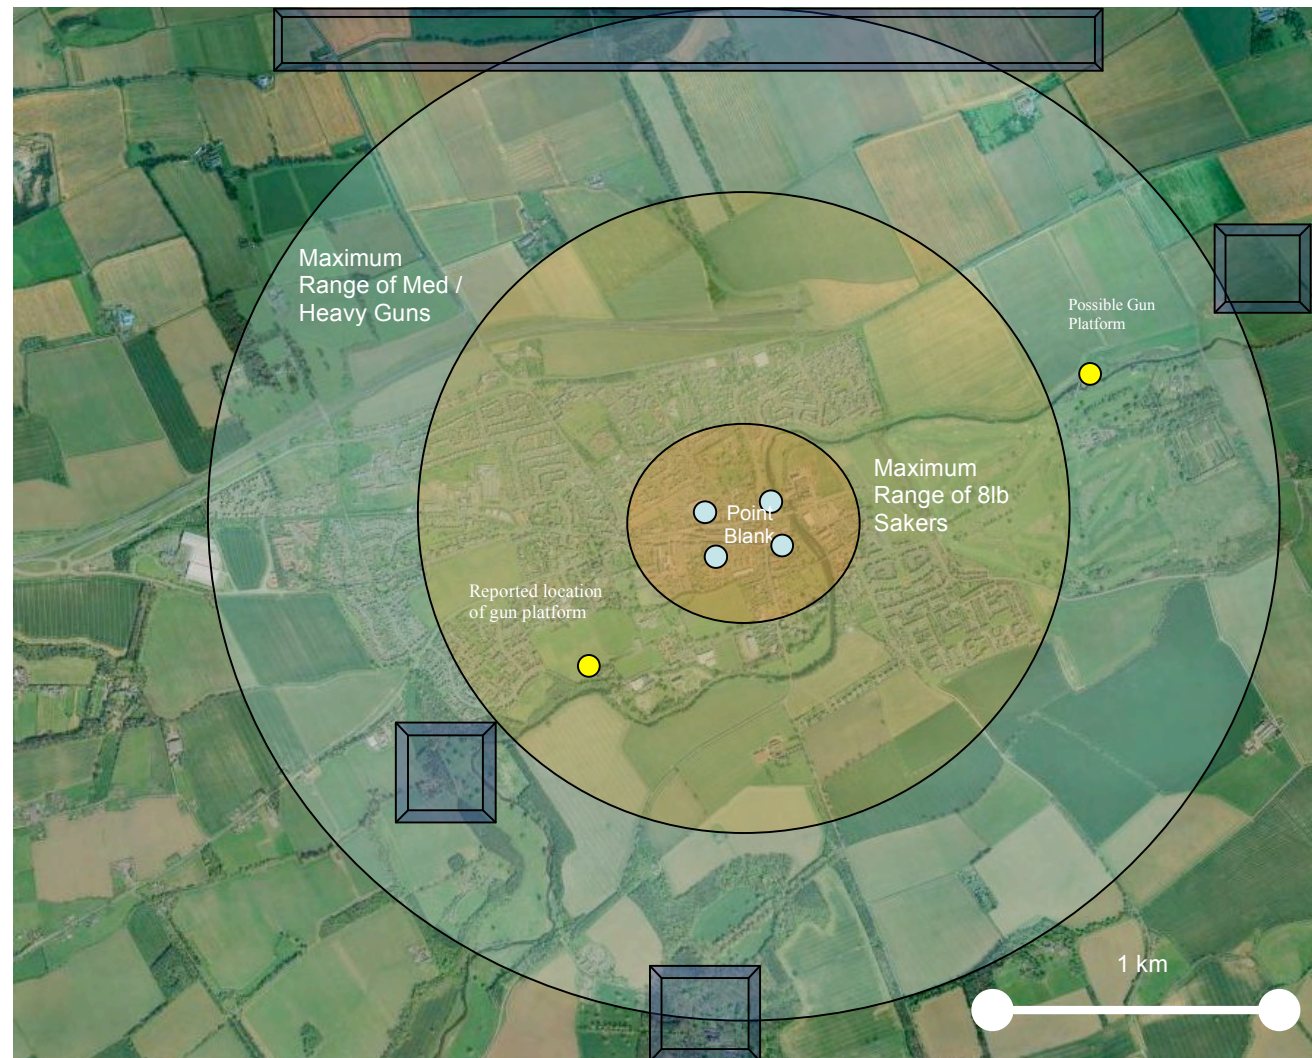 Maximum
Range of Med /
Heavy Guns
Possible Gun
Platform
Maximum
Range of 8lb
Sakers
Point
Blank
Reported location
of gun platform
1 km